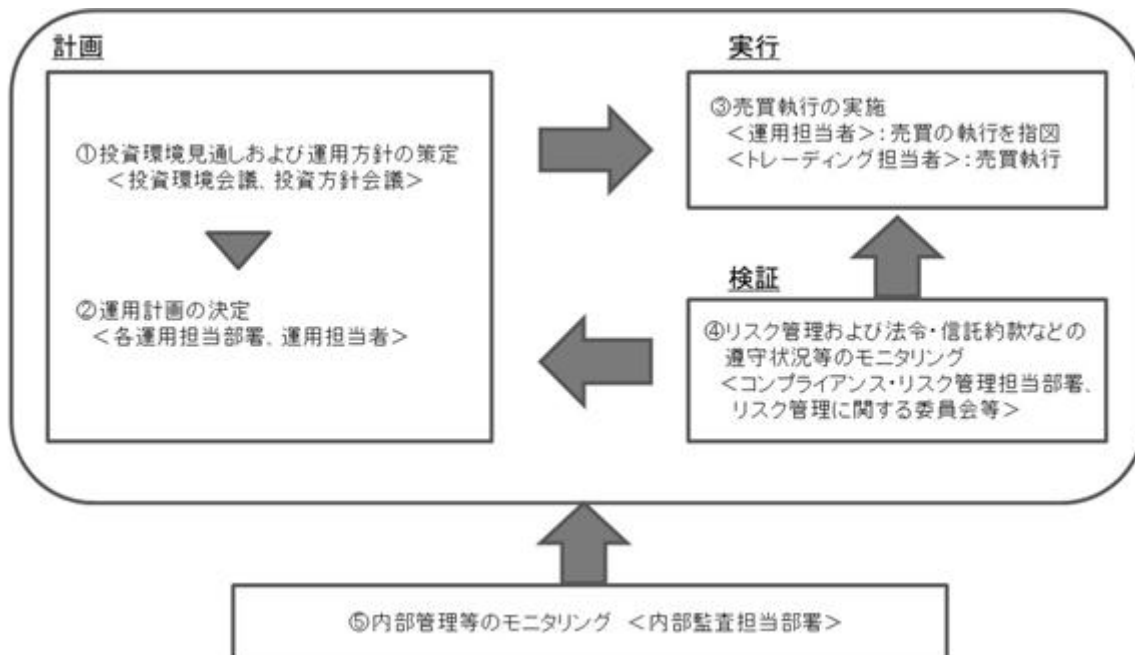 計画
①投資環境見通しおよび運用方針の策定
＜投資環境会議、投資方針会議＞
②運用計画の決定
＜各運用担当部署、運用担当者＞
実行
③売買執行の実施
＜運用担当者＞：売買の執行を指図
＜トレーディング担当者＞：売買執行
検証
④リスク管理および法令・信託約款などの
遵守状況等のモニタリング
＜コンプライアンス・リスク管理担当部署、
リスク管理に関する委員会等＞
⑤内部管理等のモニタリング ＜内部監査担当部署＞